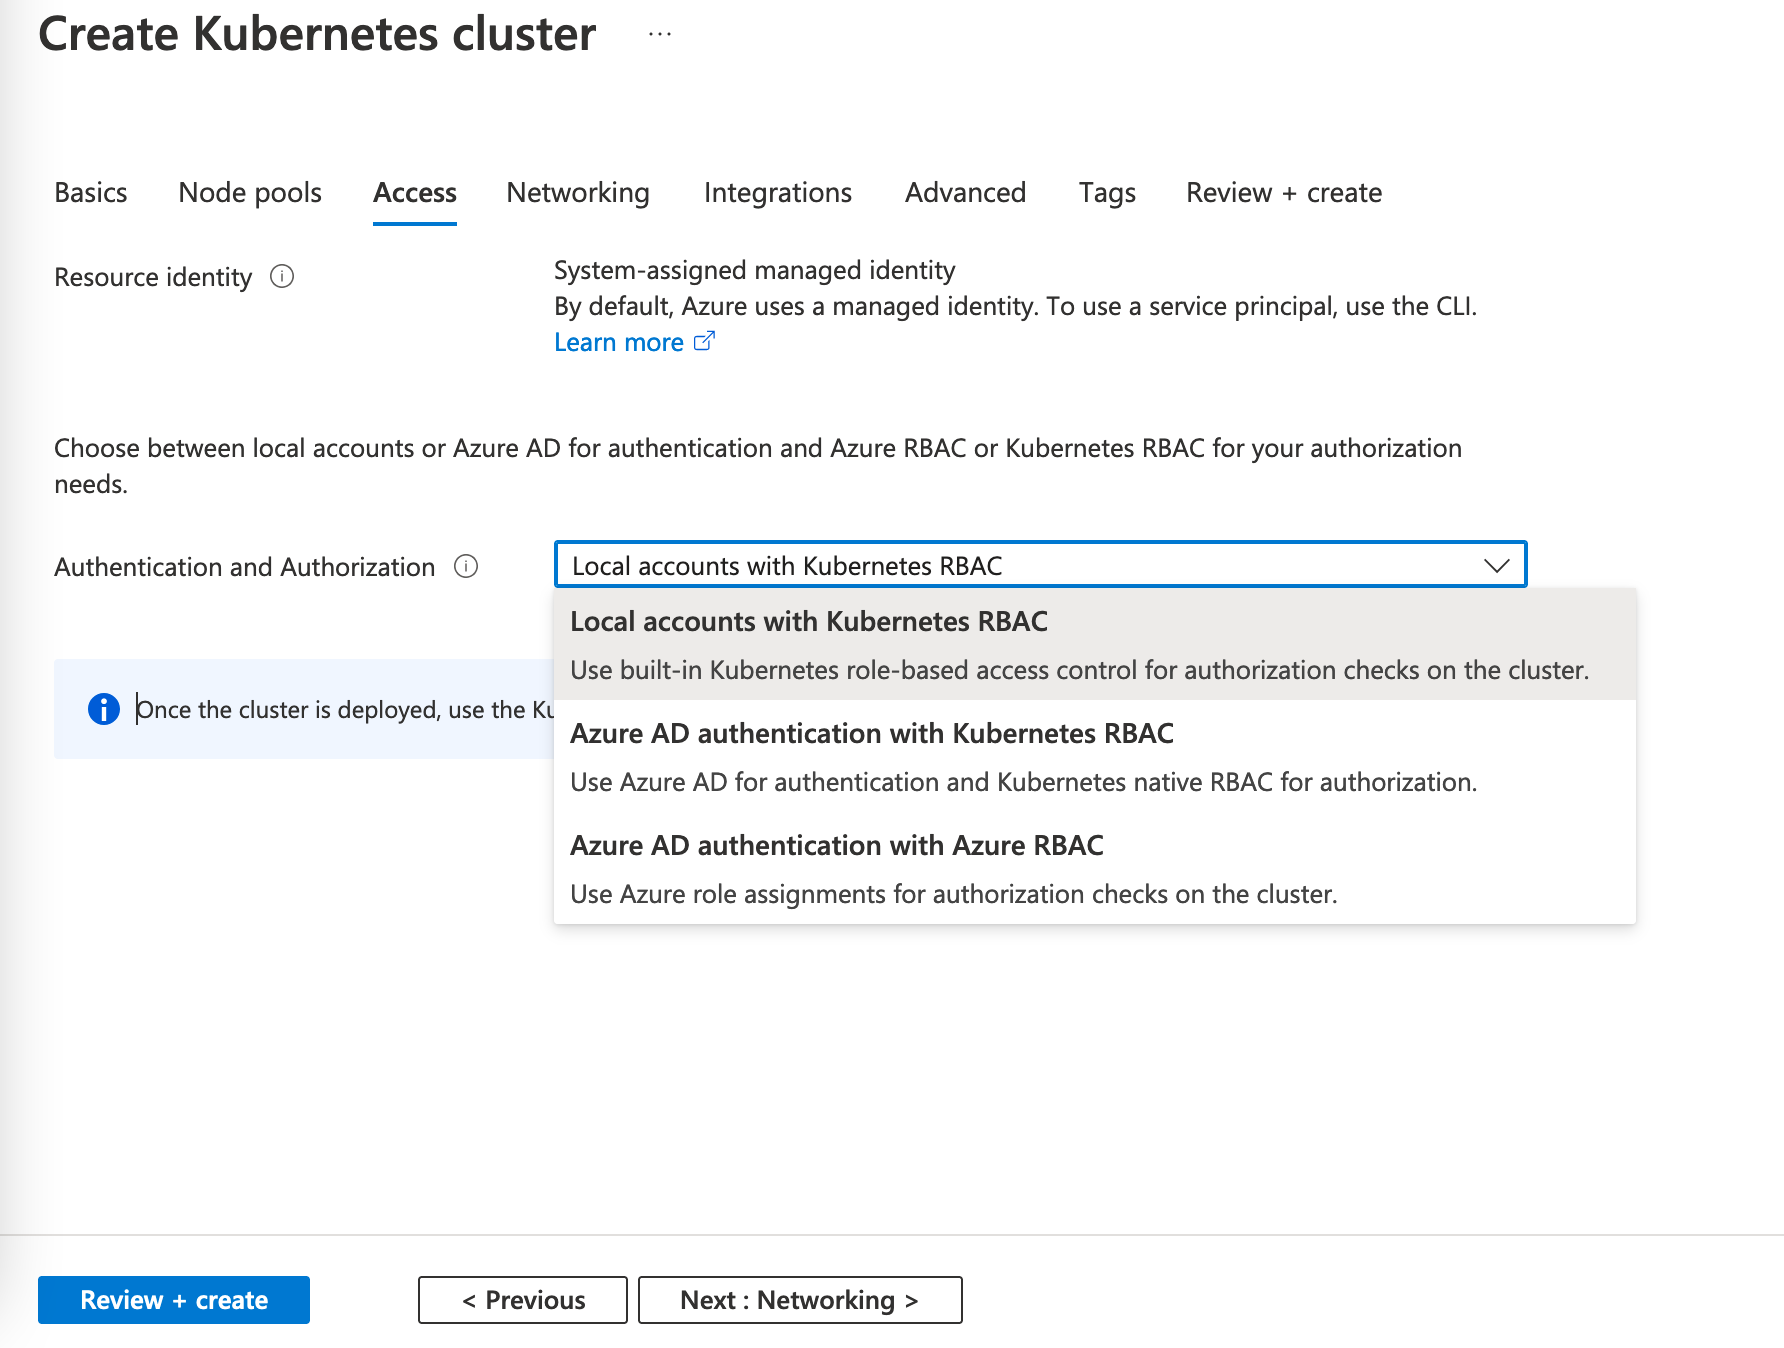 Create Kubernetes cluster ...
Basics Node pools Access Networking Integrations Advanced Tags Review + create
Resource identity
System-assigned managed identity
By default, Azure uses a managed identity. To use a service principal, use the CLI.
Learn more
Choose between local accounts or Azure AD for authentication and Azure RBAC or Kubernetes RBAC for your authorization
needs.
Authentication and Authorization
Local accounts with Kubernetes RBAC
Local accounts with Kubernetes RBAC
Use built-in Kubernetes role-based access control for authorization checks on the cluster.
Once the cluster is deployed, use the
Azure AD authentication with Kubernetes RBAC
Use Azure AD for authentication and Kubernetes native RBAC for authorization.
Azure AD authentication with Azure RBAC
Use Azure role assignments for authorization checks on the cluster.
Review + create
< Previous
Next : Networking >